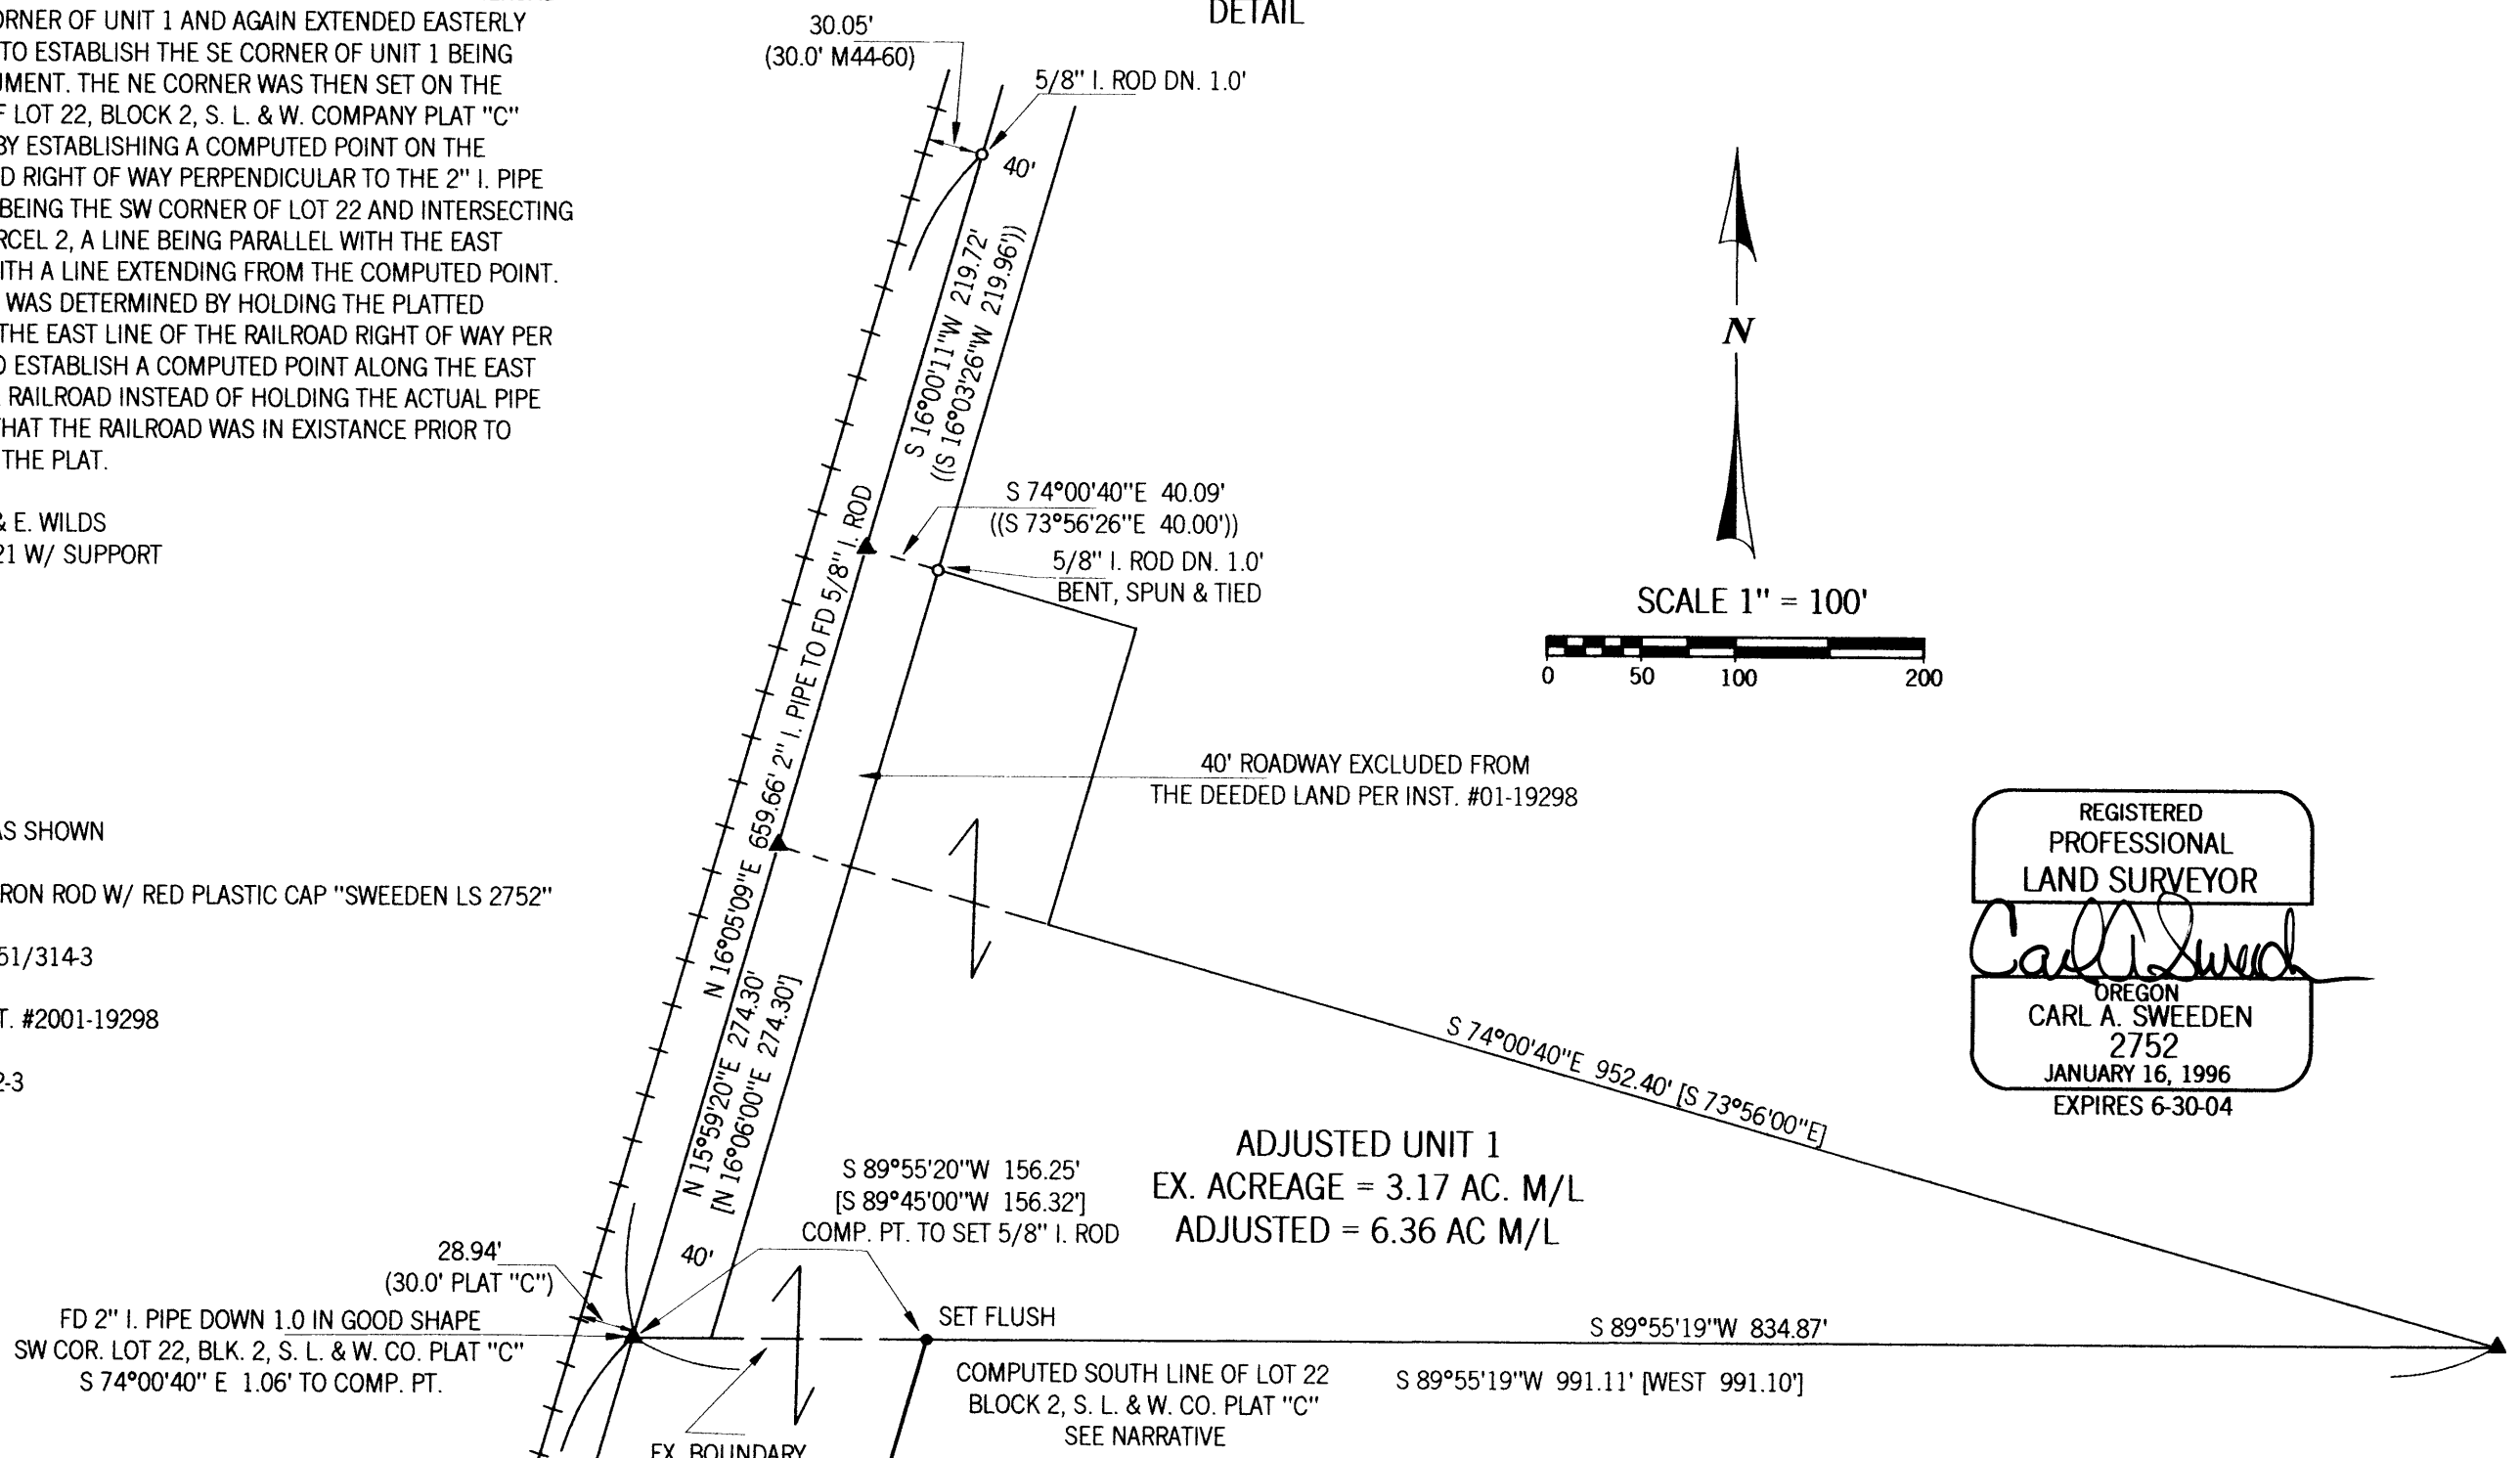 ORNER OF UNIT 1 AND AGAIN EXTENDED EASTERLY
TO ESTABLISH THE SE CORNER OF UNIT 1 BEING
UMENT. THE NE CORNER WAS THEN SET ON THE
F LOT 22, BLOCK 2, S. L. & W. COMPANY PLAT "C"
BY ESTABLISHING A COMPUTED POINT ON THE
D RIGHT OF WAY PERPENDICULAR TO THE 2" I. PIPE
BEING THE SW CORNER OF LOT 22 AND INTERSECTING
RCEL 2, A LINE BEING PARALLEL WITH THE EAST
ITH A LINE EXTENDING FROM THE COMPUTED POINT.
WAS DETERMINED BY HOLDING THE PLATTED
THE EAST LINE OF THE RAILROAD RIGHT OF WAY PER
O ESTABLISH A COMPUTED POINT ALONG THE EAST
RAILROAD INSTEAD OF HOLDING THE ACTUAL PIPE
THAT THE RAILROAD WAS IN EXISTANCE PRIOR TO
THE PLAT.
& E. WILDS
21 W/ SUPPORT
AS SHOWN
RON ROD W/ RED PLASTIC CAP "SWEEDEN LS 2752"
51/314-3
T. #2001-19298
2-3
DETAIL
30.05'
(30.0' M44-60)
5/8" I. ROD DN. 1.0'
40'
S 16°00'11"W 219.72'
((S 16°03'26"W 219.96'))
S 74°00'40"E 40.09'
((S 73°56'26"E 40.00'))
5/8" I. ROD DN. 1.0'
BENT, SPUN & TIED
N 16°05'09"E 659.66' 2" I. PIPE TO FD 5/8" I. ROD
40' ROADWAY EXCLUDED FROM
THE DEEDED LAND PER INST. #01-19298
N
SCALE 1" = 100'
0 50 100 200
REGISTERED
PROFESSIONAL
LAND SURVEYOR
Carl A Sweeden
OREGON
CARL A. SWEEDEN
2752
JANUARY 16, 1996
EXPIRES 6-30-04
N 15°59'20"E 274.30'
[N 16°06'00"E 274.30']
S 74°00'40"E 952.40' [S 73°56'00"E]
ADJUSTED UNIT 1
EX. ACREAGE = 3.17 AC. M/L
ADJUSTED = 6.36 AC M/L
S 89°55'20"W 156.25'
[S 89°45'00"W 156.32']
COMP. PT. TO SET 5/8" I. ROD
40'
28.94'
(30.0' PLAT "C")
FD 2" I. PIPE DOWN 1.0 IN GOOD SHAPE
SW COR. LOT 22, BLK. 2, S. L. & W. CO. PLAT "C"
S 74°00'40" E 1.06' TO COMP. PT.
SET FLUSH
S 89°55'19"W 834.87'
COMPUTED SOUTH LINE OF LOT 22
BLOCK 2, S. L. & W. CO. PLAT "C"
SEE NARRATIVE
S 89°55'19"W 991.11' [WEST 991.10']
EX. BOUNDARY